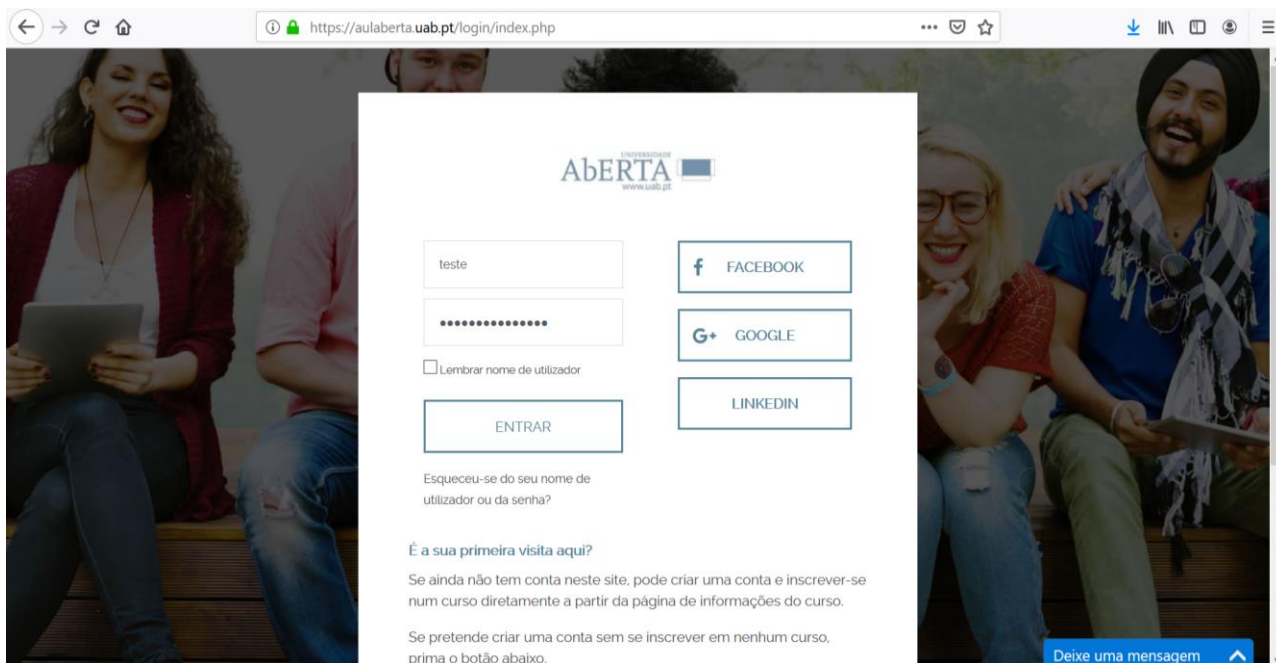 https://aulaberta.uab.pt/login/index.php
UNIVERSIDADE
AbERTA
www.uab.pt
teste
•••••••••••••••
Lembrar nome de utilizador
ENTRAR
Esqueceu-se do seu nome de
utilizador ou da senha?
f FACEBOOK
G+ GOOGLE
LINKEDIN
É a sua primeira visita aqui?
Se ainda não tem conta neste site, pode criar uma conta e inscrever-se
num curso diretamente a partir da página de informações do curso.
Se pretende criar uma conta sem se inscrever em nenhum curso,
prima o botão abaixo.
Deixe uma mensagem